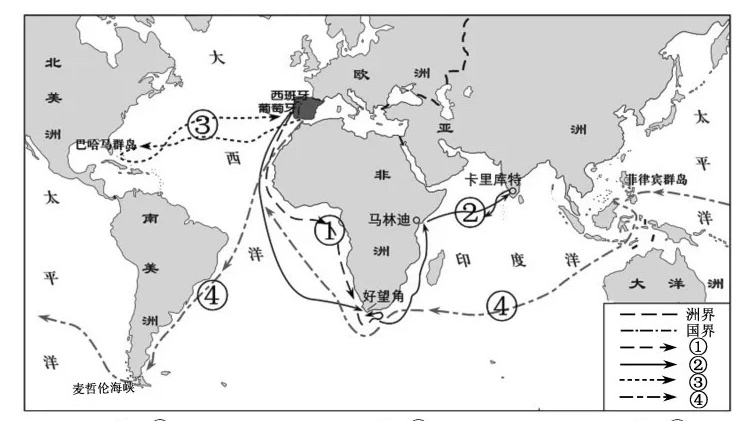 北美洲
大西洋
欧洲
亚洲
西班牙
葡萄牙
③
巴哈马群岛
太平洋
非洲
卡里库特
菲律宾群岛
马林迪
②
①
南美洲
太平洋
印度洋
④
好望角
④
大洋洲
麦哲伦海峡
洲界
国界
①
②
③
④